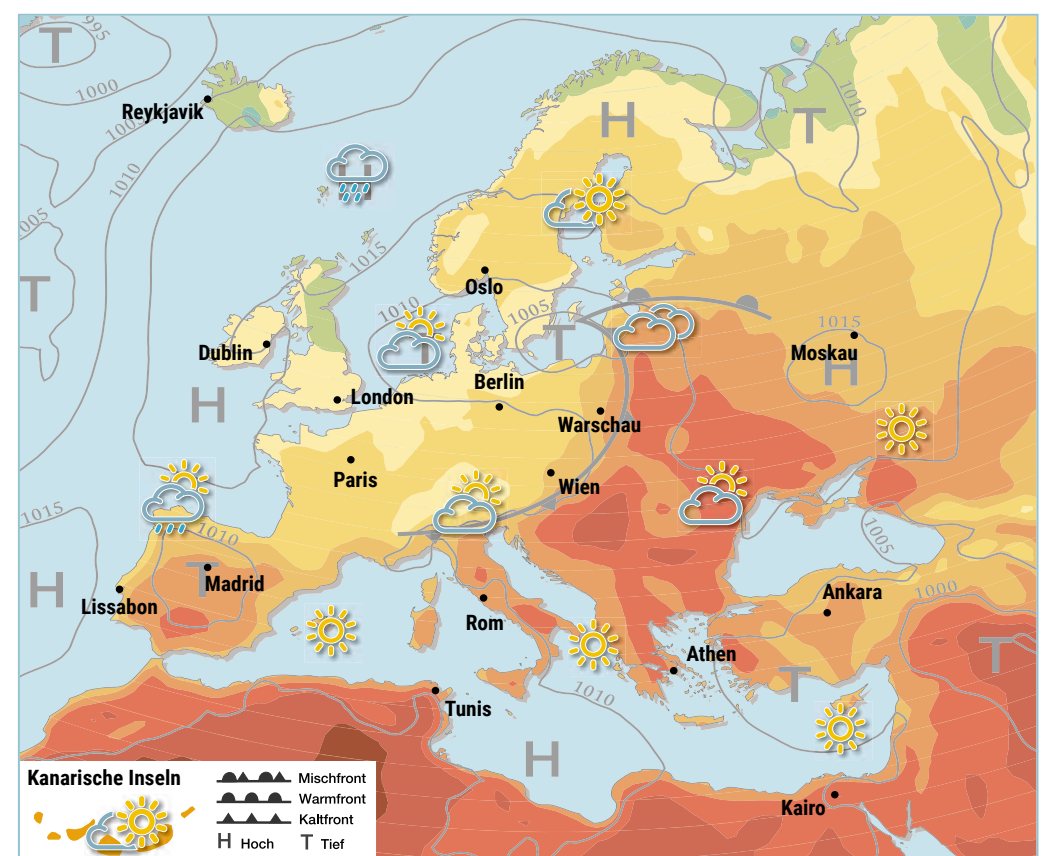 T
995
1000
Reykjavik
1005
H
T
1010
1010
H
005
1015
T
Oslo
1010
1005
T
T
1015
Dublin
Moskau
H
Berlin
H
London
Warschau
Paris
Wien
1015
1010
1005
T
Madrid
H
Lissabon
Ankara
1000
Rom
Athen
T
T
1010
Tunis
H
Kairo
Kanarische Inseln
Mischfront
Warmfront
Kaltfront
H Hoch T Tief